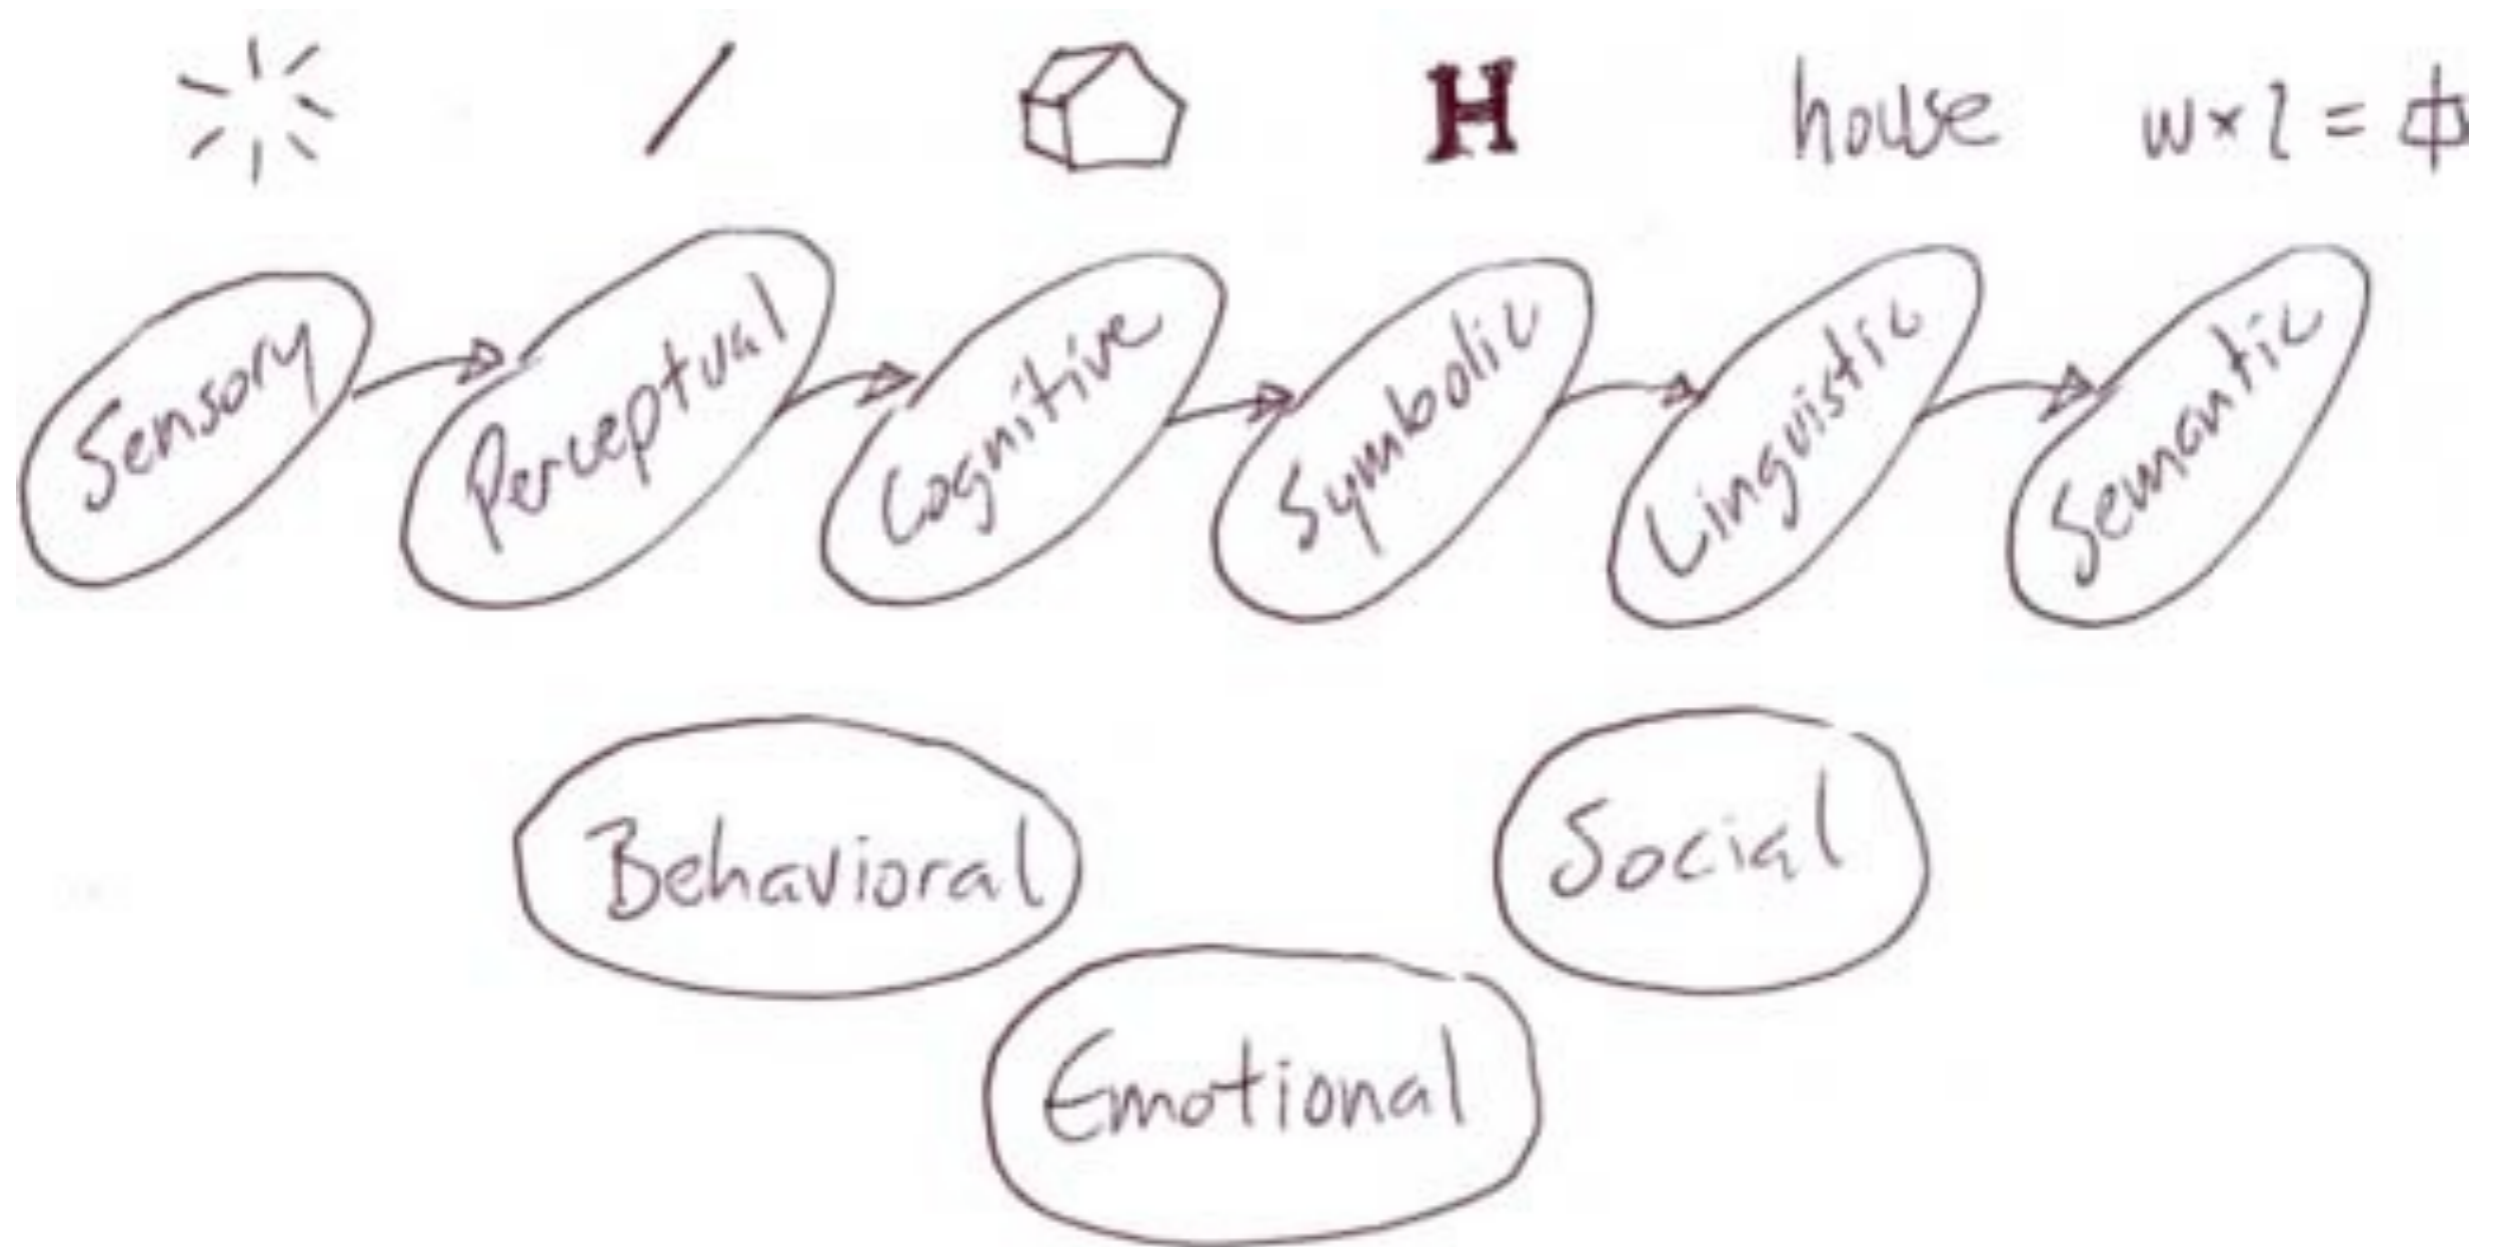 H house w × l = ⏀
Sensory Perceptual Cognitive Symbolic Linguistic Semantic
Behavioral Social
Emotional